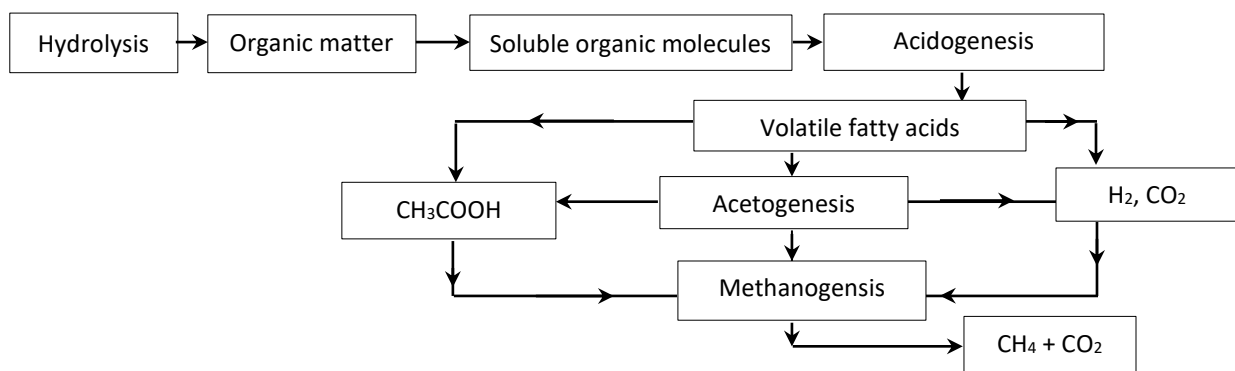 Hydrolysis
Organic matter
Soluble organic molecules
Acidogenesis
Volatile fatty acids
CH₃COOH
Acetogenesis
H₂, CO₂
Methanogensis
CH₄ + CO₂